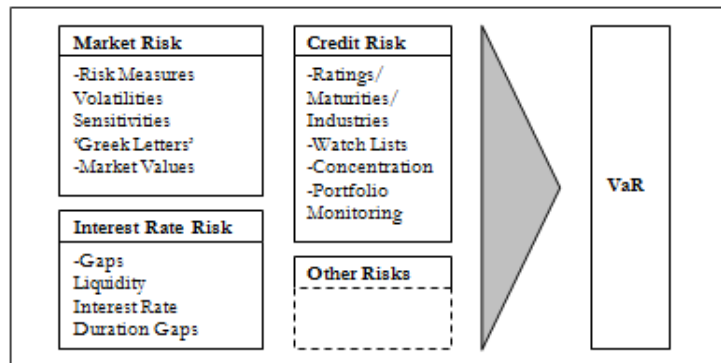 Market Risk
-Risk Measures
Volatilities
Sensitivities
‘Greek Letters’
-Market Values
Interest Rate Risk
-Gaps
Liquidity
Interest Rate
Duration Gaps
Credit Risk
-Ratings/
Maturities/
Industries
-Watch Lists
-Concentration
-Portfolio
Monitoring
Other Risks
VaR